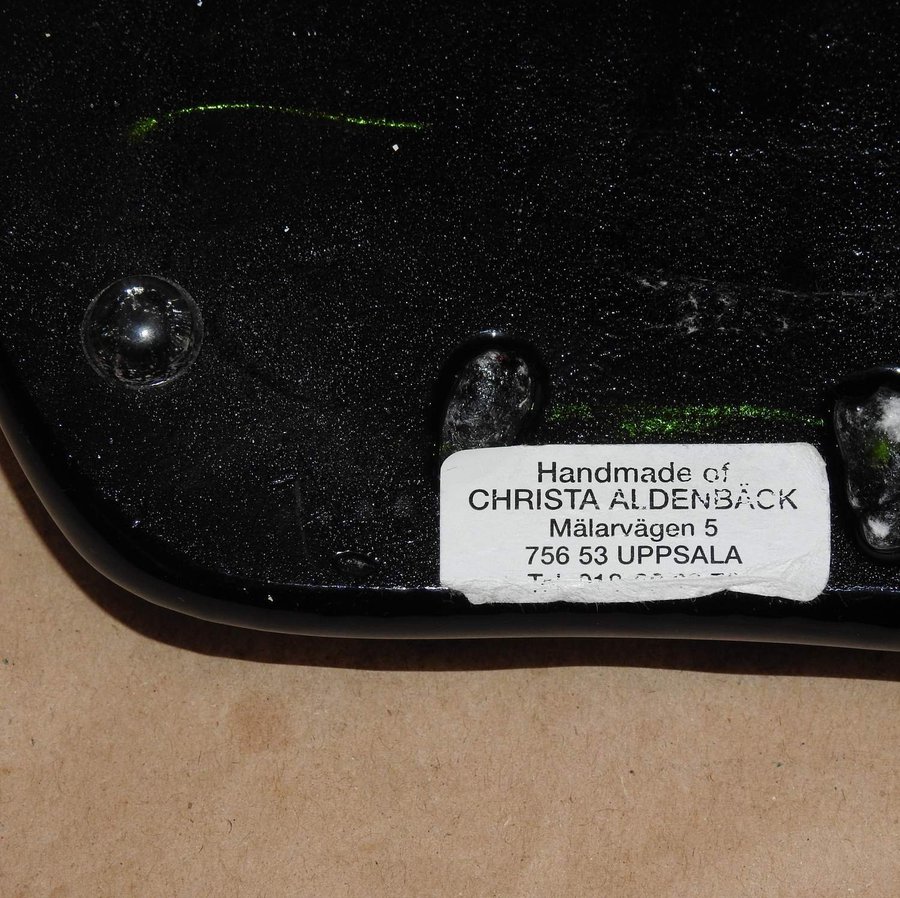 Handmade of
CHRISTA ALDENBÄCK
Mälarvägen 5
756 53 UPPSALA